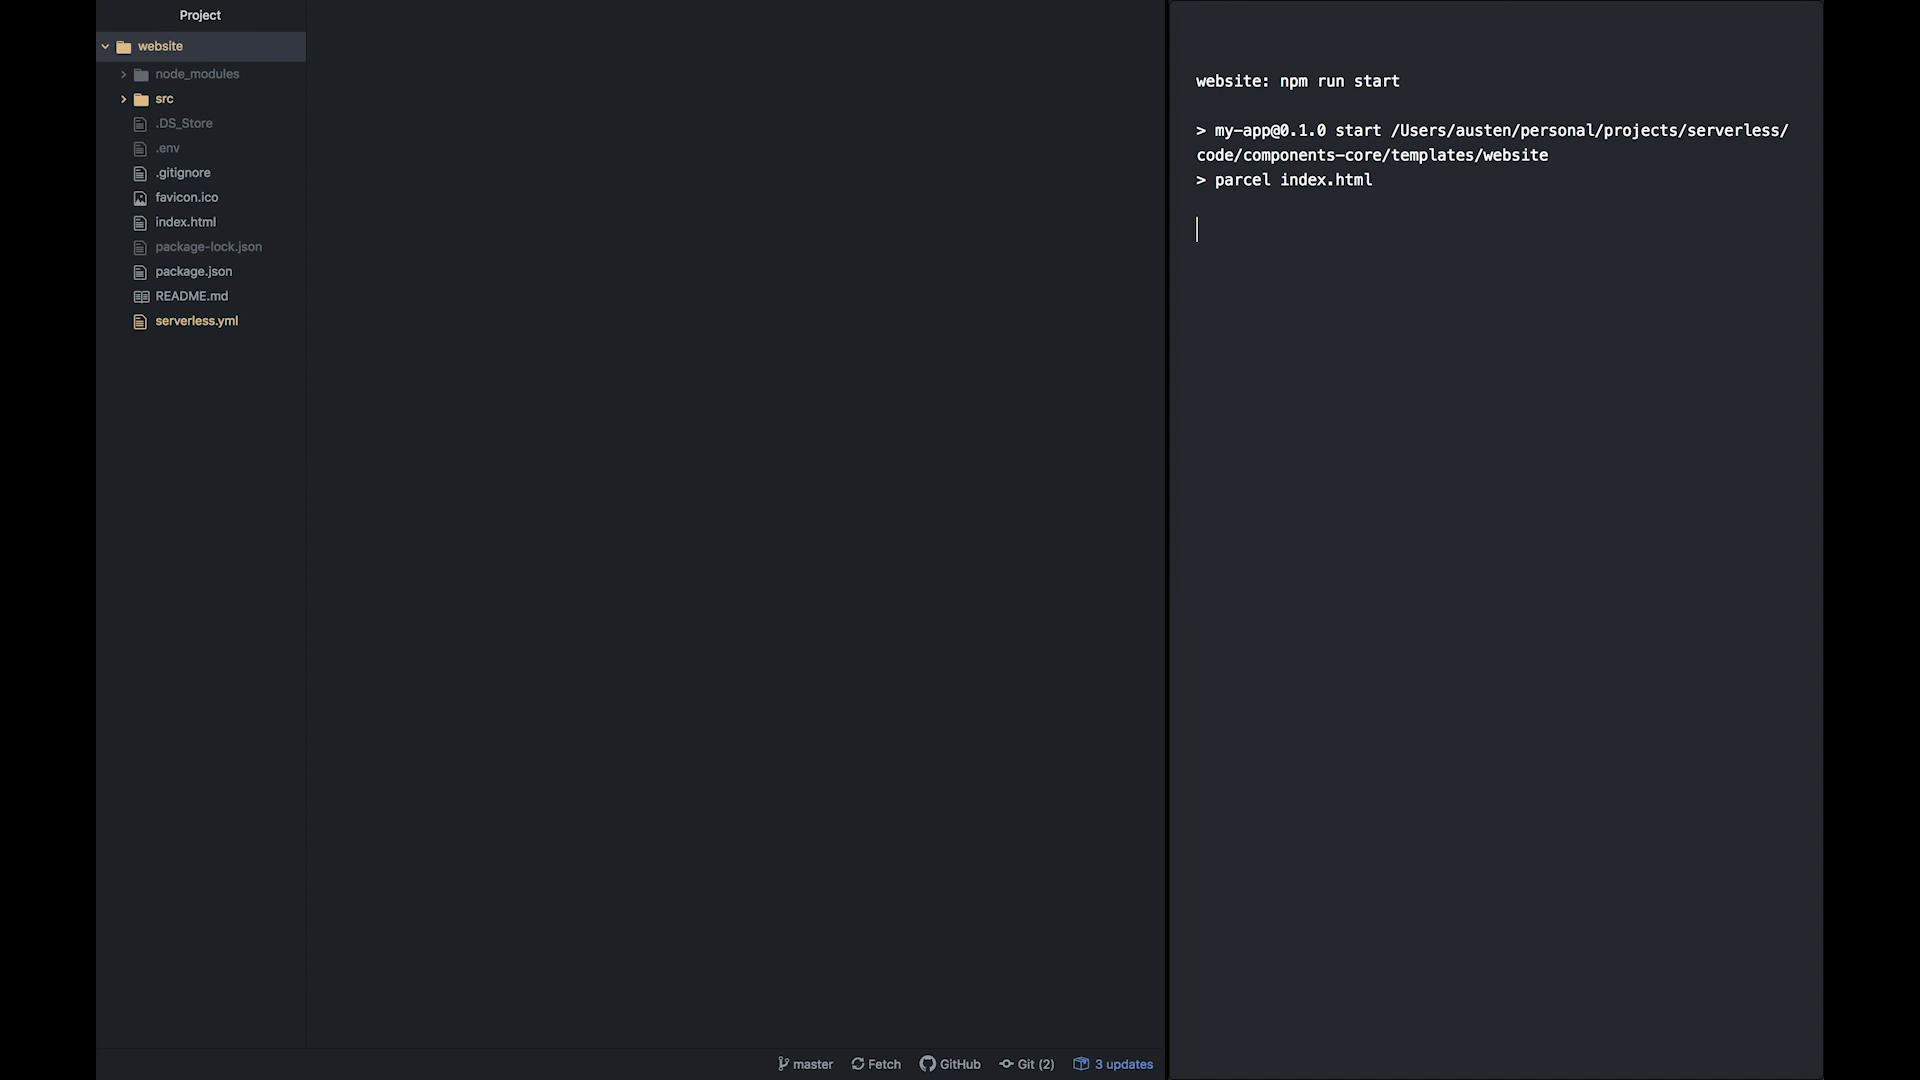 Project
website
node_modules
src
.DS_Store
.env
.gitignore
favicon.ico
index.html
package-lock.json
package.json
README.md
serverless.yml
website: npm run start
> my-app@0.1.0 start /Users/austen/personal/projects/serverless/
code/components-core/templates/website
> parcel index.html
master Fetch GitHub Git (2) 3 updates